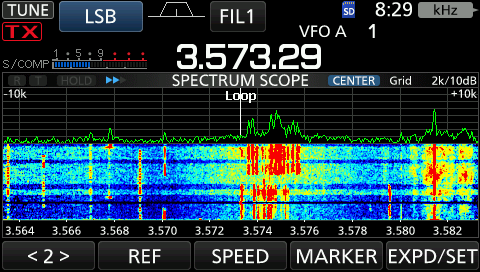 TUNE LSB FIL1 SD 8:29 kHz
TX VFO A 1
S/COMP 1 5 9
3.573.29
R T HOLD SPECTRUM SCOPE CENTER Grid 2k/10dB
-10k Loop +10k
3.564 3.566 3.568 3.570 3.572 3.574 3.576 3.578 3.580 3.582
< 2 > REF SPEED MARKER EXPD/SET